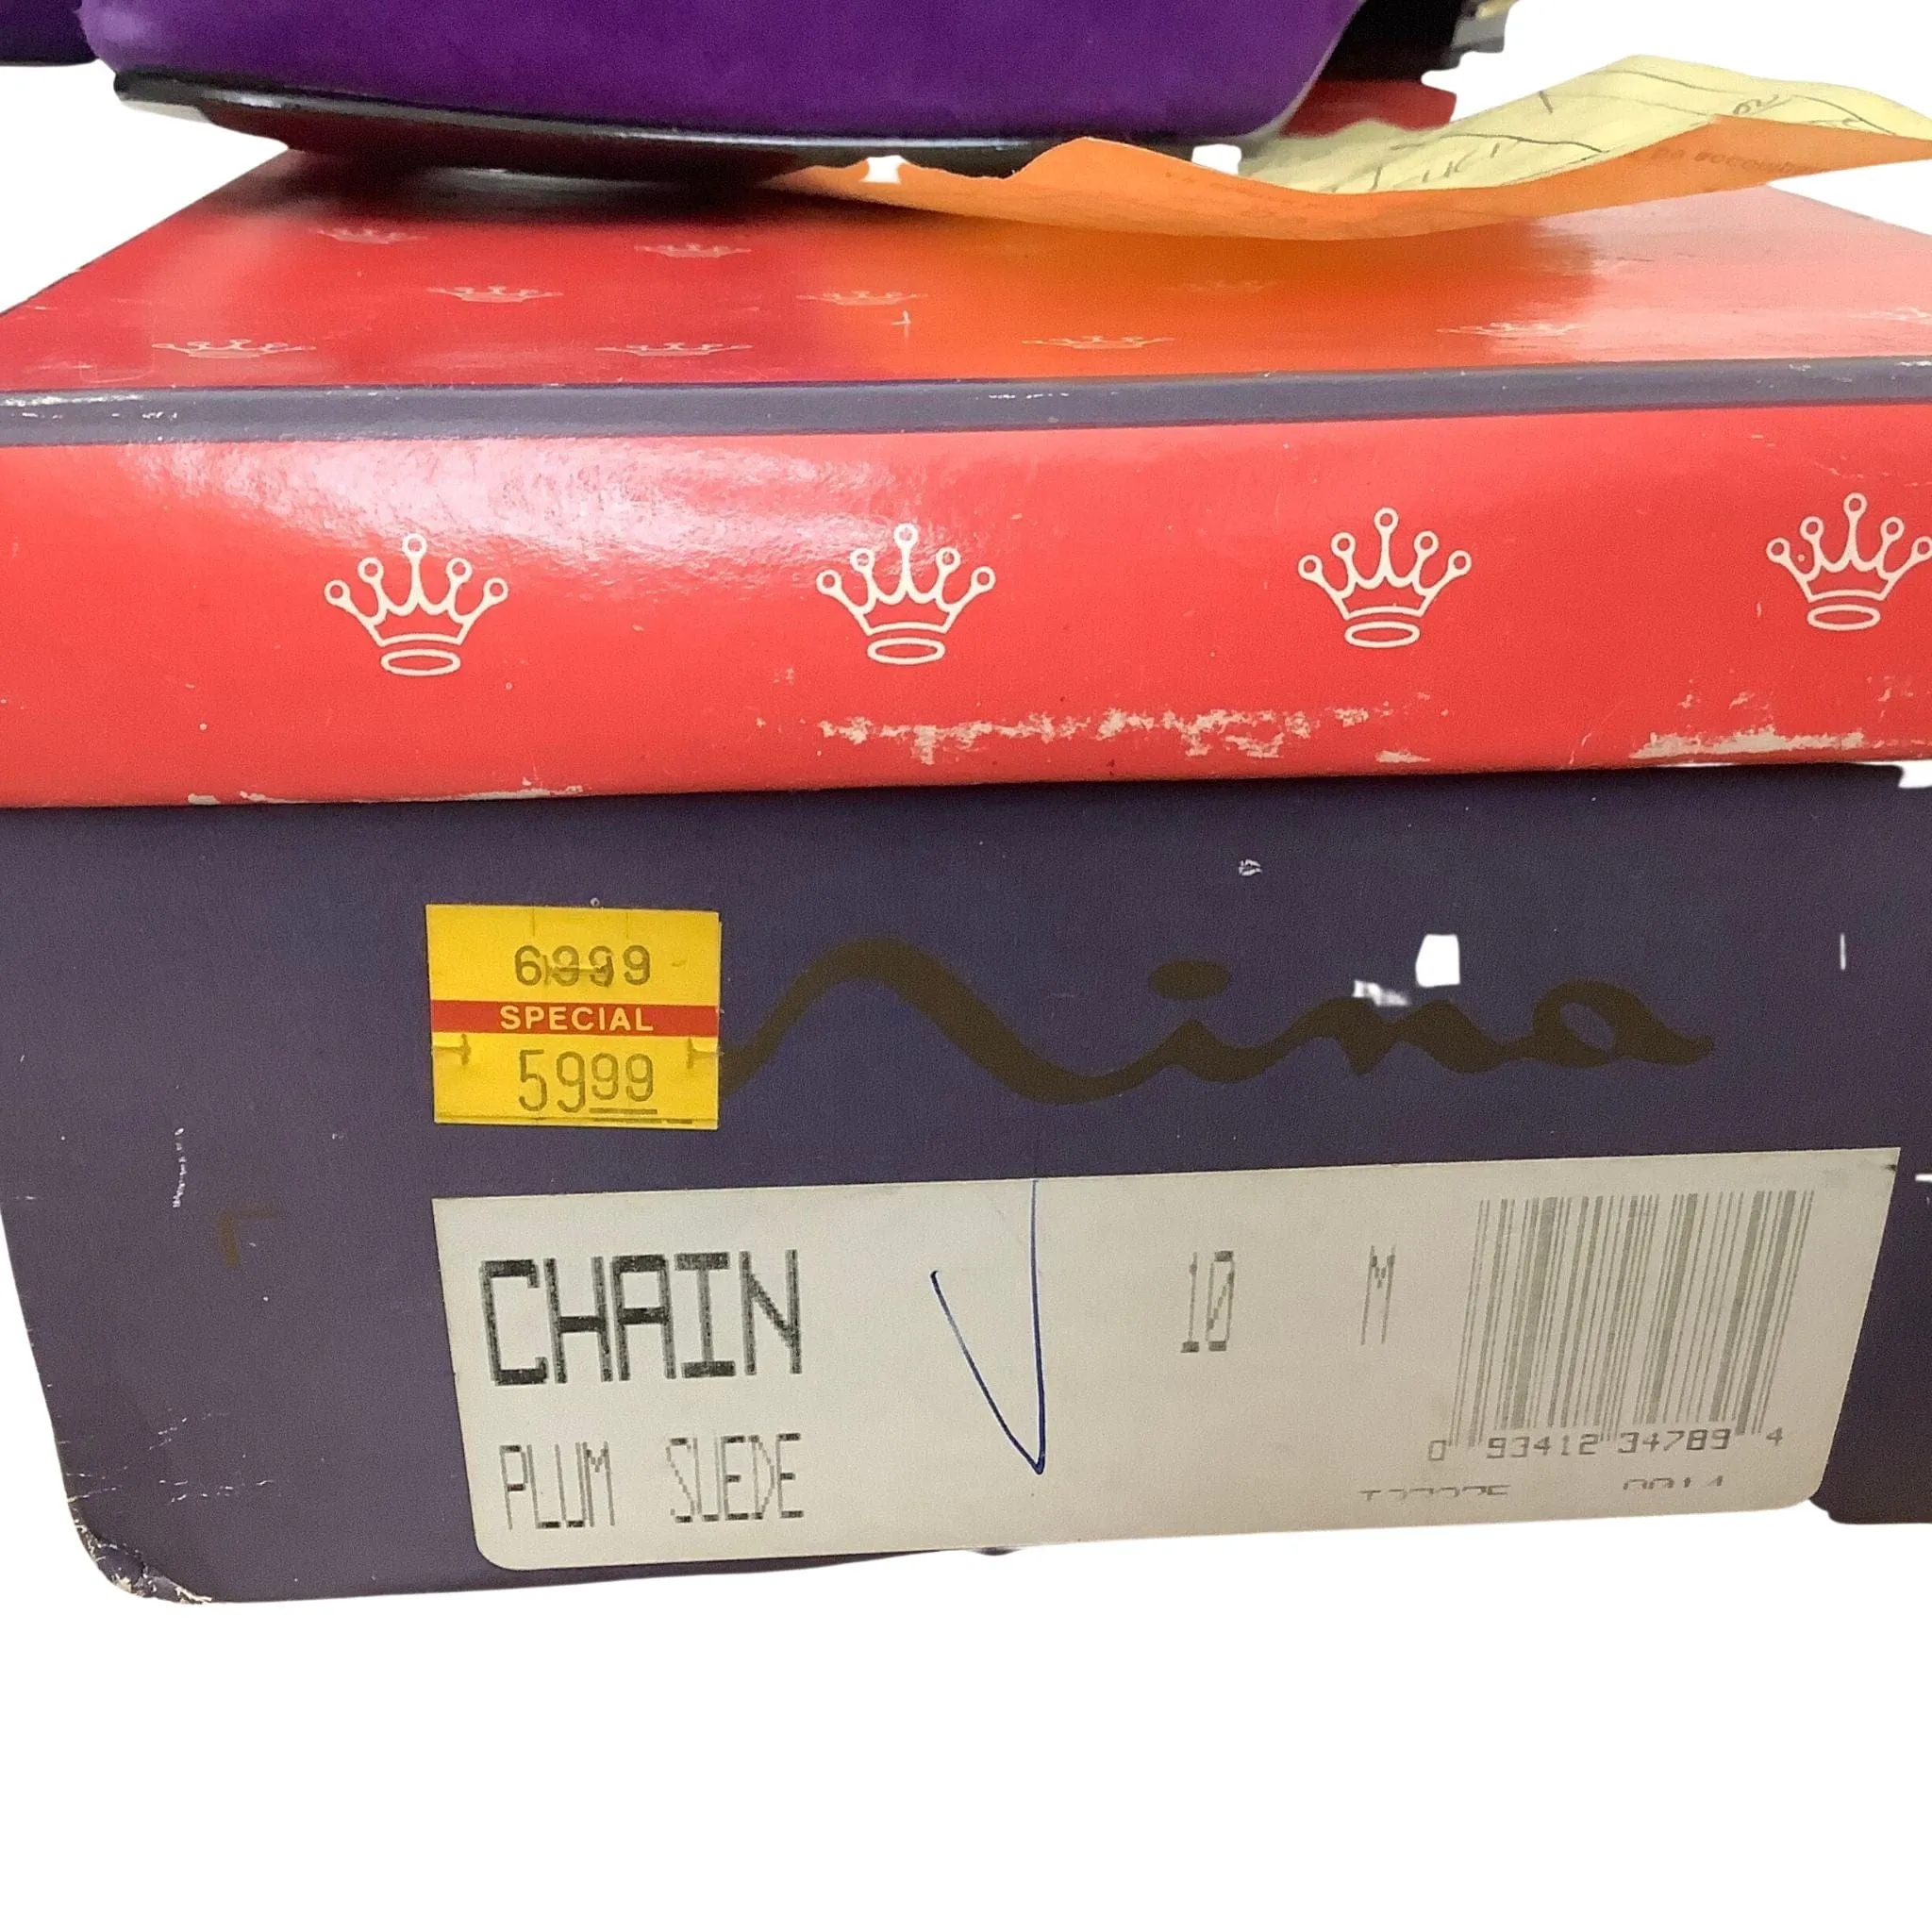 6999
SPECIAL
5999
Nina
CHAIN
10 M
PLUM SUEDE
0 93412 34789 4